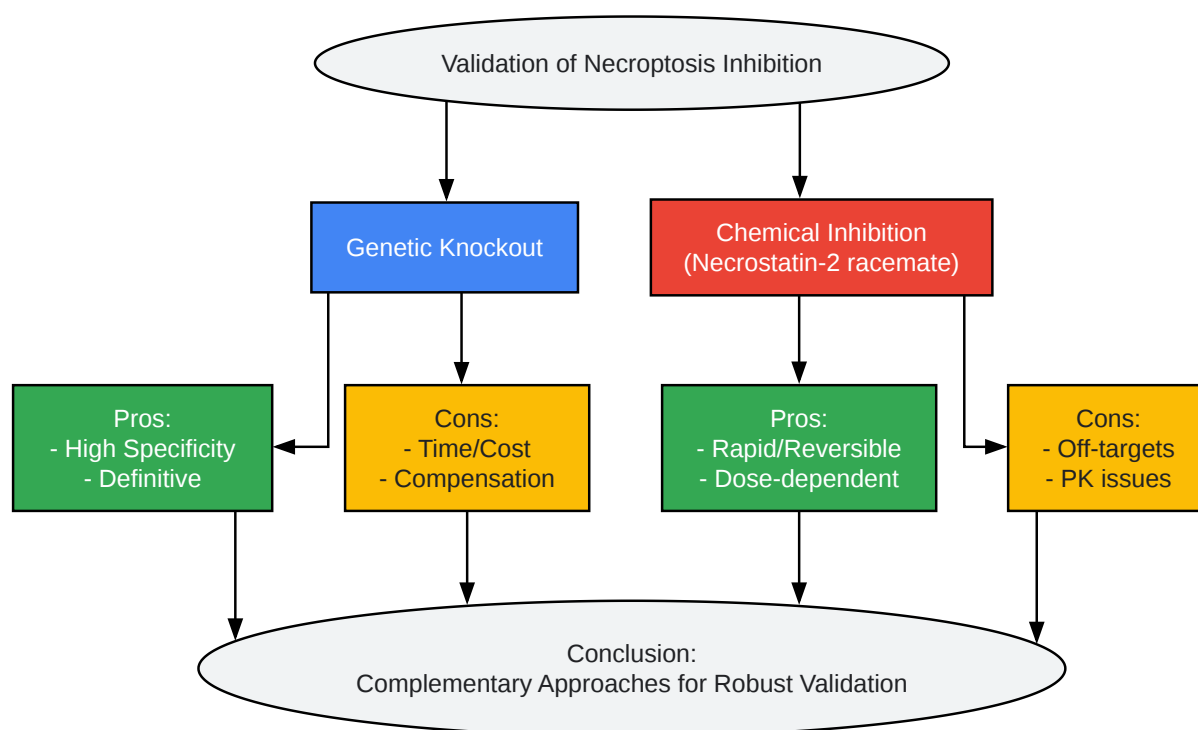 Validation of Necroptosis Inhibition
Genetic Knockout
Chemical Inhibition
(Necrostatin-2 racemate)
Pros:
- High Specificity
- Definitive
Cons:
- Time/Cost
- Compensation
Pros:
- Rapid/Reversible
- Dose-dependent
Cons:
- Off-targets
- PK issues
Conclusion:
Complementary Approaches for Robust Validation